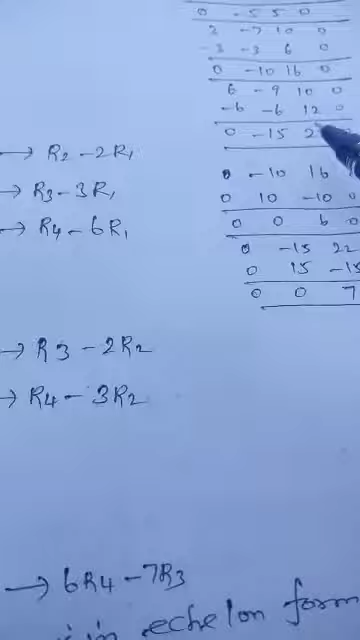 0 -5 5 0
3 -7 10 0
-3 -3 6 0
0 -10 16 0
6 -9 10 0
-6 -6 12 0
0 -15 2
→ R2 - 2R1
0 -10 16
→ R3 - 3R1
0 10 -10 0
→ R4 - 6R1
0 0 6 0
0 -15 22
0 15 -15
0 0 7
→ R3 - 2R2
→ R4 - 3R2
→ 6R4 - 7R3
in echelon form